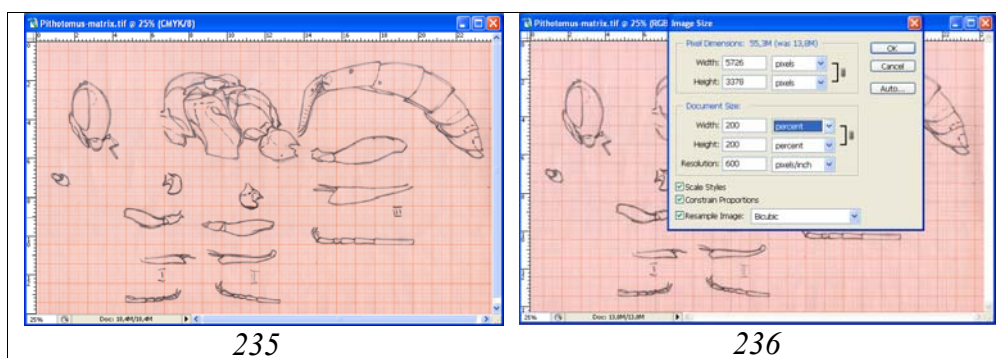 Pithotomus-matrix.tif @ 25% (CMYK/8)
25%
Doc: 18,4M/18,4M
III
I
II
235
Pithotomus-matrix.tif @ 25% (RGB
Image Size
Pixel Dimensions: 55,3M (was 13,8M)
Width: 5726 pixels
Height: 3378 pixels
OK
Cancel
Auto...
Document Size:
Width: 200 percent
Height: 200 percent
Resolution: 600 pixels/inch
Scale Styles
Constrain Proportions
Resample Image: Bicubic
25%
Doc: 13,8M/13,8M
I
II
236